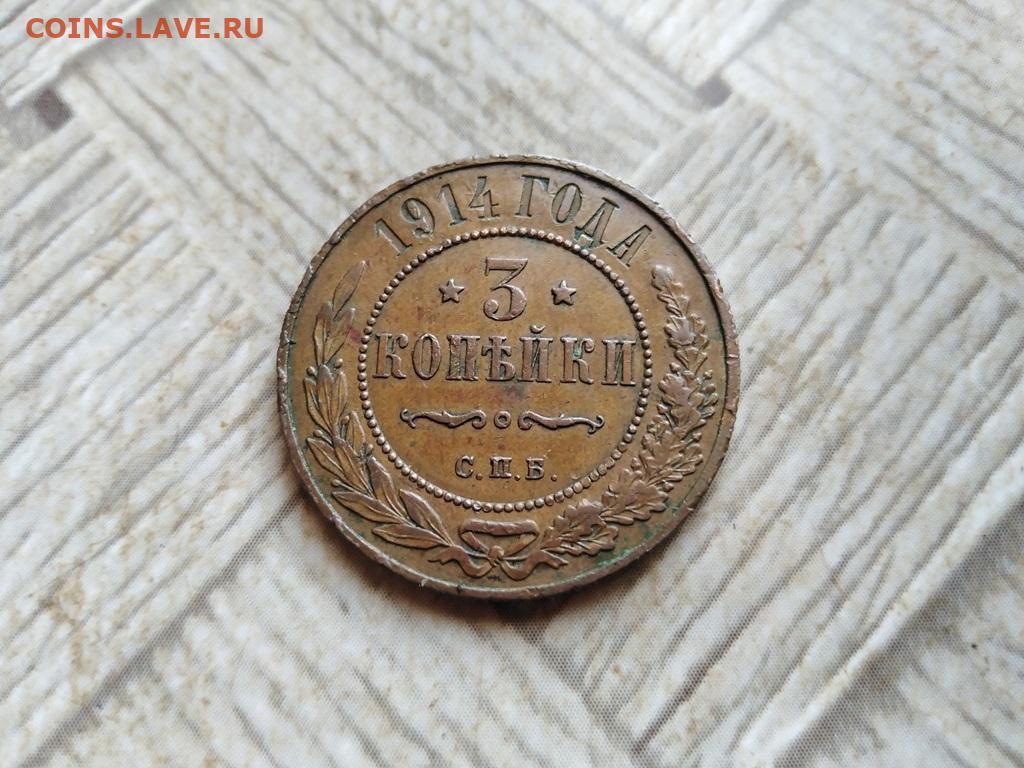 COINS.LAVE.RU
1914 ГОДА
3
КОПѢЙКИ
С.П.Б.